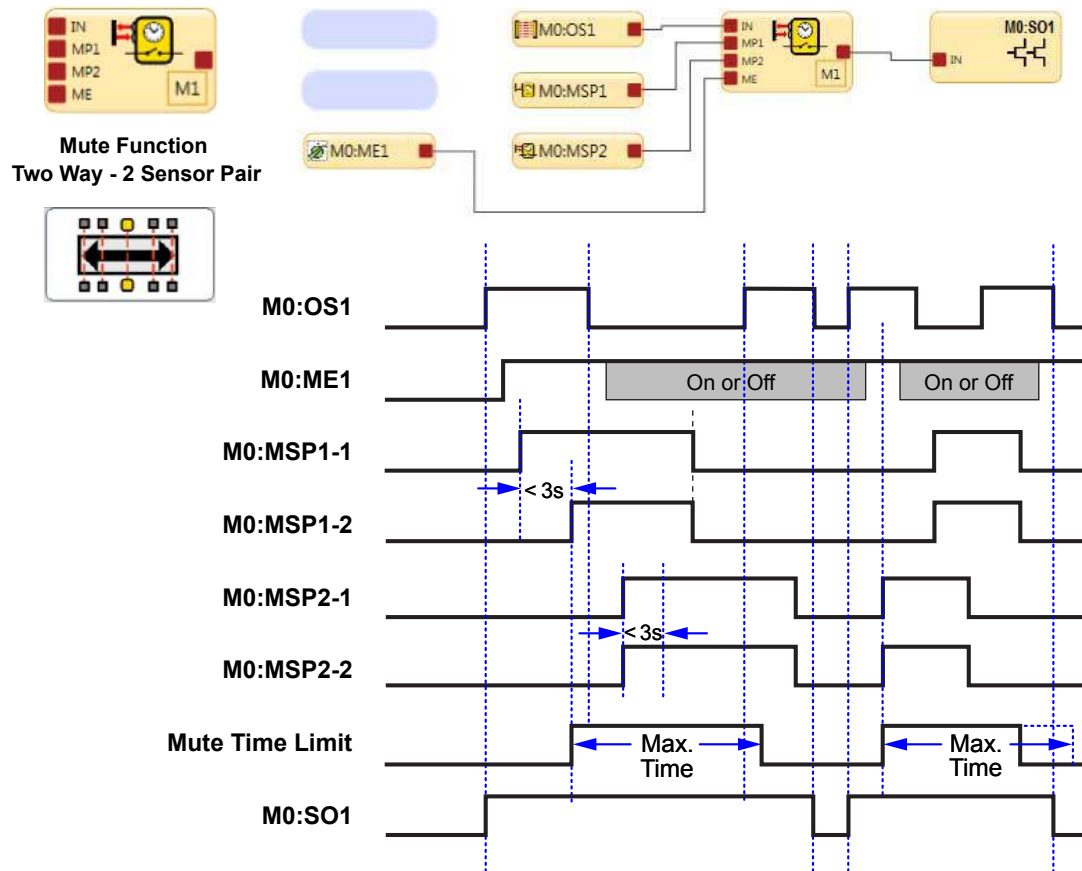 IN
MP1
MP2
ME
M1
Mute Function
Two Way - 2 Sensor Pair
M0:ME1
M0:OS1
M0:MSP1
M0:MSP2
IN
MP1
MP2
ME
M1
M0:SO1
IN
M0:OS1
M0:ME1
On or Off
On or Off
M0:MSP1-1
< 3s
M0:MSP1-2
M0:MSP2-1
< 3s
M0:MSP2-2
Mute Time Limit
Max.
Time
Max.
Time
M0:SO1